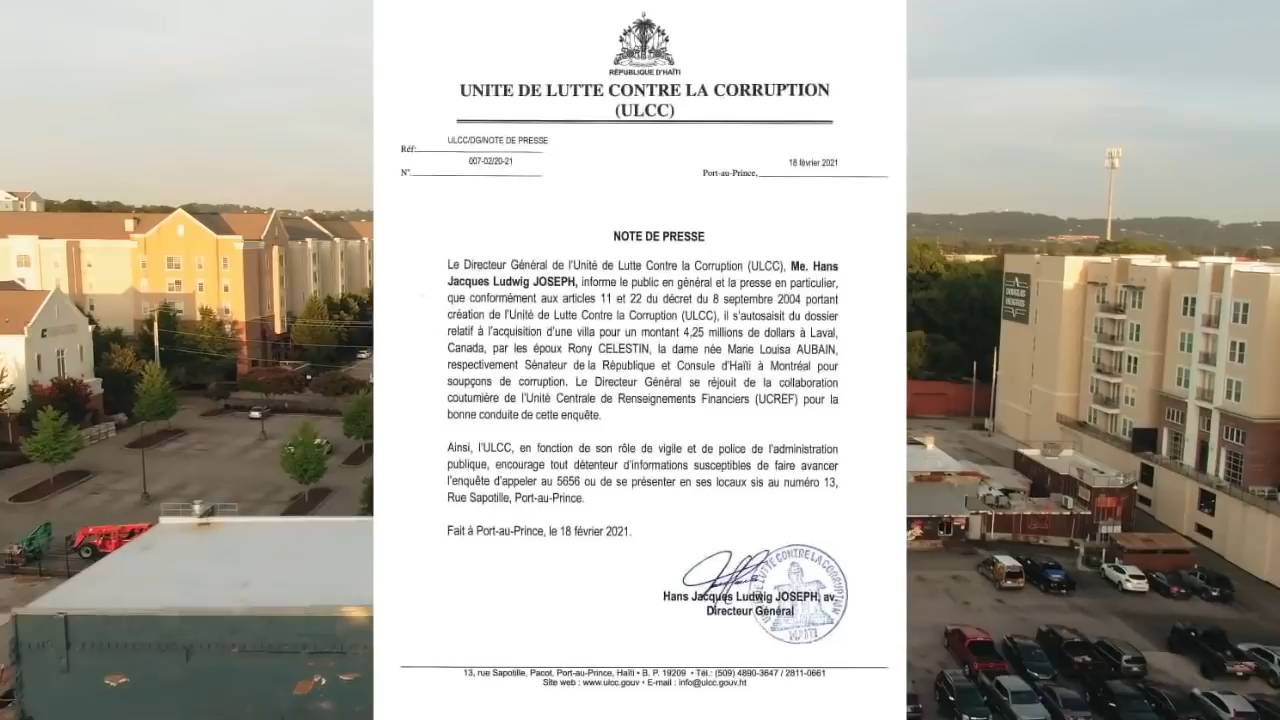 RÉPUBLIQUE D'HAÏTI
UNITE DE LUTTE CONTRE LA CORRUPTION
(ULCC)
ULCC/DG/NOTE DE PRESSE
Réf:
007-02/20-21
N°.
18 février 2021
Port-au-Prince,
NOTE DE PRESSE
Le Directeur Général de l'Unité de Lutte Contre la Corruption (ULCC), Me. Hans
Jacques Ludwig JOSEPH, informe le public en général et la presse en particulier,
que conformément aux articles 11 et 22 du décret du 8 septembre 2004 portant
création de l'Unité de Lutte Contre la Corruption (ULCC), il s'autosaisit du dossier
relatif à l'acquisition d'une villa pour un montant 4,25 millions de dollars à Laval,
Canada, par les époux Rony CELESTIN, la dame née Marie Louisa AUBAIN,
respectivement Sénateur de la République et Consule d'Haïti à Montréal pour
soupçons de corruption. Le Directeur Général se réjouit de la collaboration
coutumière de l'Unité Centrale de Renseignements Financiers (UCREF) pour la
bonne conduite de cette enquête.
Ainsi, l'ULCC, en fonction de son rôle de vigile et de police de l'administration
publique, encourage tout détenteur d'informations susceptibles de faire avancer
l'enquête d'appeler au 5656 ou de se présenter en ses locaux sis au numéro 13,
Rue Sapotille, Port-au-Prince.
Fait à Port-au-Prince, le 18 février 2021.
DE LUTTE CONTRE LA CORRUPTION
HAITI
Hans Jacques Ludwig JOSEPH, av.
Directeur Général
13, rue Sapotille, Pacot, Port-au-Prince, Haïti • B. P. 19209 • Tél.: (509) 4890-3647 / 2811-0661
Site web : www.ulcc.gouv • E-mail : info@ulcc.gouv.ht